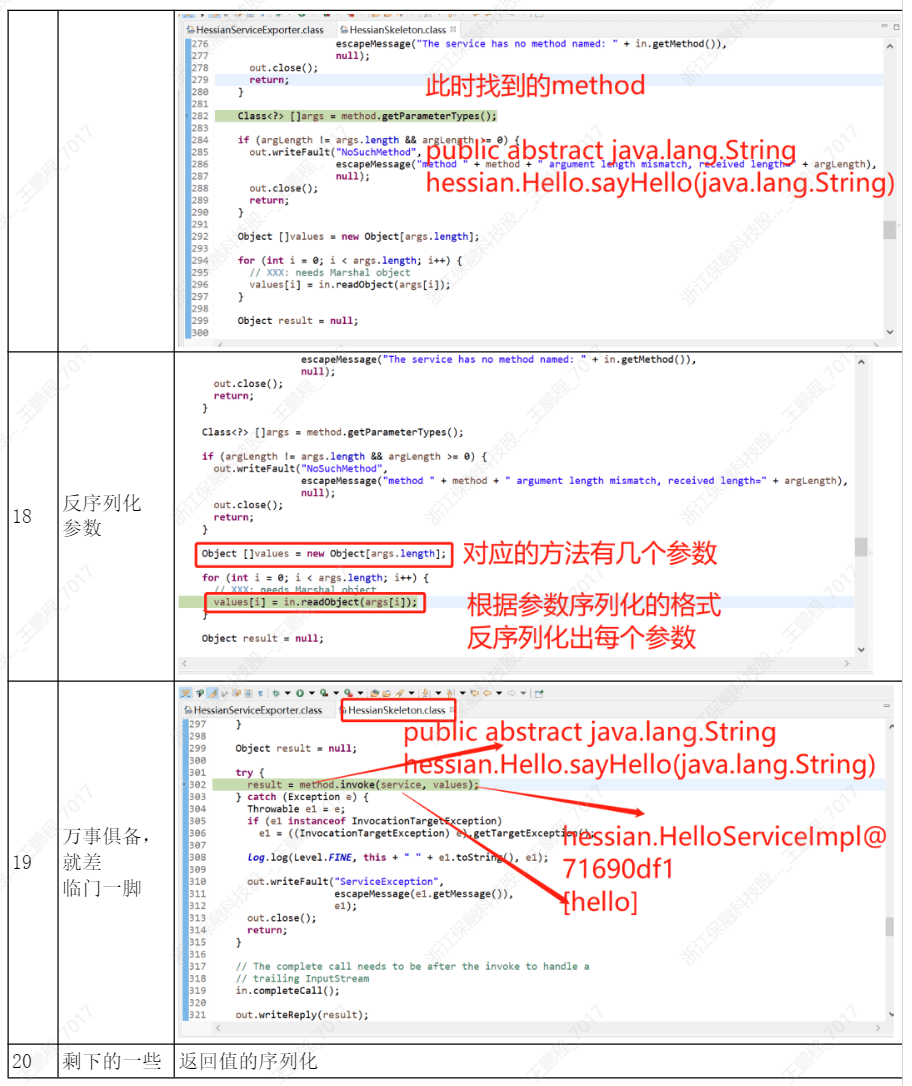 HessianServiceExporter.class HessianSkeleton.class
276 escapeMessage("The service has no method named: " + in.getMethod()),
277 null);
278 out.close();
279 return;
280 }
281
282 Class<?> []args = method.getParameterTypes();
283
284 if (argLength != args.length && argLength >= 0) {
285 out.writeFault("NoSuchMethod",
286 escapeMessage("method " + method + " argument length mismatch, received length=" + argLength),
287 null);
288 out.close();
289 return;
290 }
291
292 Object []values = new Object[args.length];
293
294 for (int i = 0; i < args.length; i++) {
295 // XXX: needs Marshal object
296 values[i] = in.readObject(args[i]);
297 }
298
299 Object result = null;
300
此时找到的method
public abstract java.lang.String
hessian.Hello.sayHello(java.lang.String)
18
反序列化
参数
escapeMessage("The service has no method named: " + in.getMethod()),
null);
out.close();
return;
}
Class<?> []args = method.getParameterTypes();
if (argLength != args.length && argLength >= 0) {
out.writeFault("NoSuchMethod",
escapeMessage("method " + method + " argument length mismatch, received length=" + argLength),
null);
out.close();
return;
}
Object []values = new Object[args.length];
对应的方法有几个参数
for (int i = 0; i < args.length; i++) {
// XXX: needs Marshal object
values[i] = in.readObject(args[i]);
}
根据参数序列化的格式
反序列化出每个参数
Object result = null;
19
万事俱备，
就差
临门一脚
HessianServiceExporter.class HessianSkeleton.class
297 }
298
299 Object result = null;
300
301 try {
302 result = method.invoke(service, values);
303 } catch (Exception e) {
304 Throwable e1 = e;
305 if (e1 instanceof InvocationTargetException)
306 e1 = ((InvocationTargetException) e).getTargetException();
307
308 log.log(Level.FINE, this + " " + e1.toString(), e1);
309
310 out.writeFault("ServiceException",
311 escapeMessage(e1.getMessage()),
312 e1);
313 out.close();
314 return;
315 }
316
317 // The complete call needs to be after the invoke to handle a
318 // trailing InputStream
319 in.completeCall();
320
321 out.writeReply(result);
public abstract java.lang.String
hessian.Hello.sayHello(java.lang.String)
hessian.HelloServiceImpl@
71690df1
[hello]
20 剩下的一些 返回值的序列化